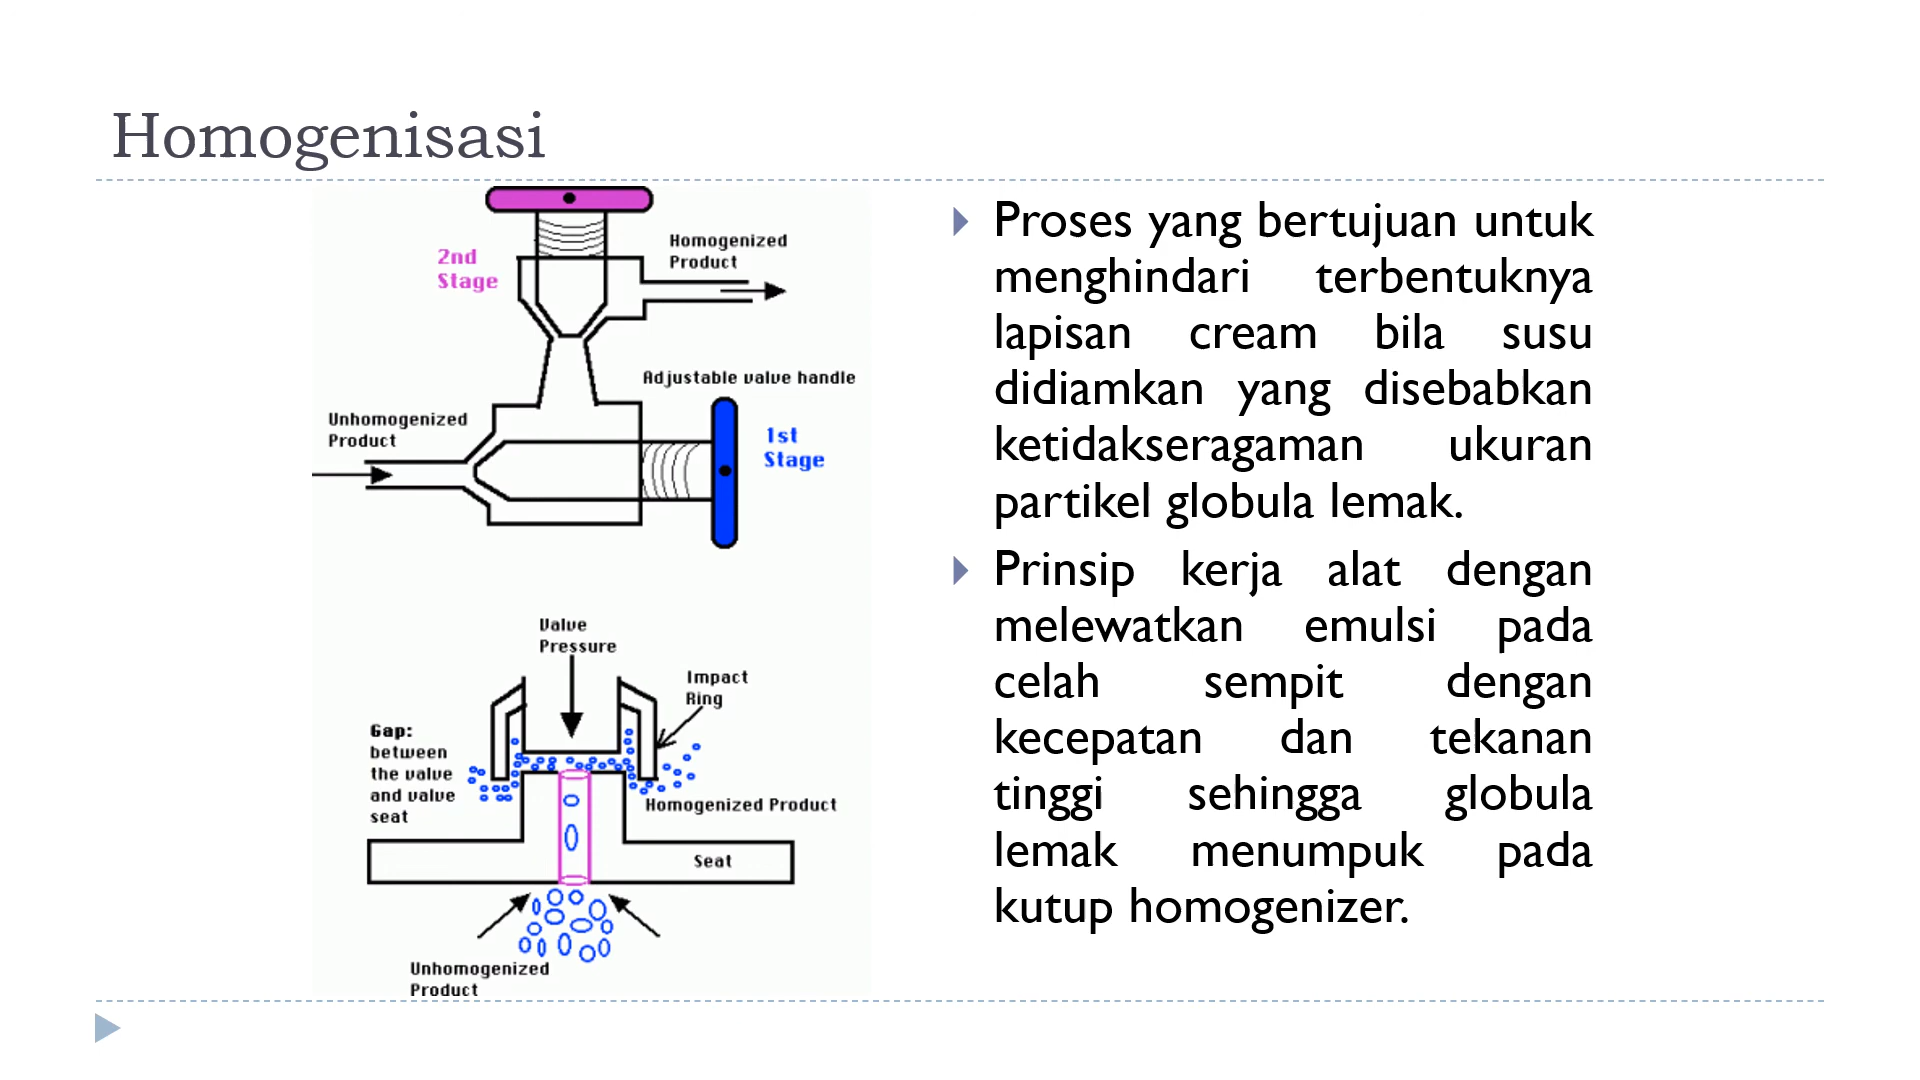 Homogenisasi
2nd
Stage
Homogenized
Product
Adjustable valve handle
Unhomogenized
Product
1st
Stage
Valve
Pressure
Impact
Ring
Gap:
between
the valve
and valve
seat
Homogenized Product
Seat
Unhomogenized
Product
Proses yang bertujuan untuk
menghindari terbentuknya
lapisan cream bila susu
didiamkan yang disebabkan
ketidakseragaman ukuran
partikel globula lemak.
Prinsip kerja alat dengan
melewatkan emulsi pada
celah sempit dengan
kecepatan dan tekanan
tinggi sehingga globula
lemak menumpuk pada
kutup homogenizer.